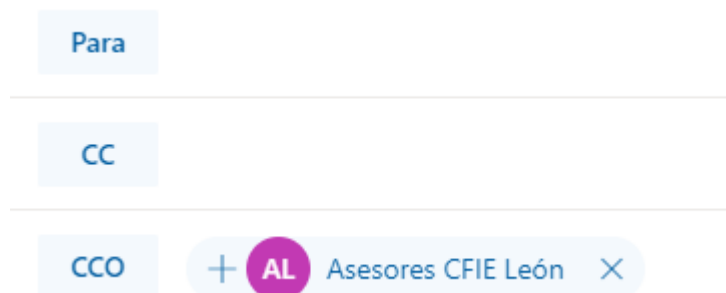 Para
CC
CCO + AL Asesores CFIE León ×